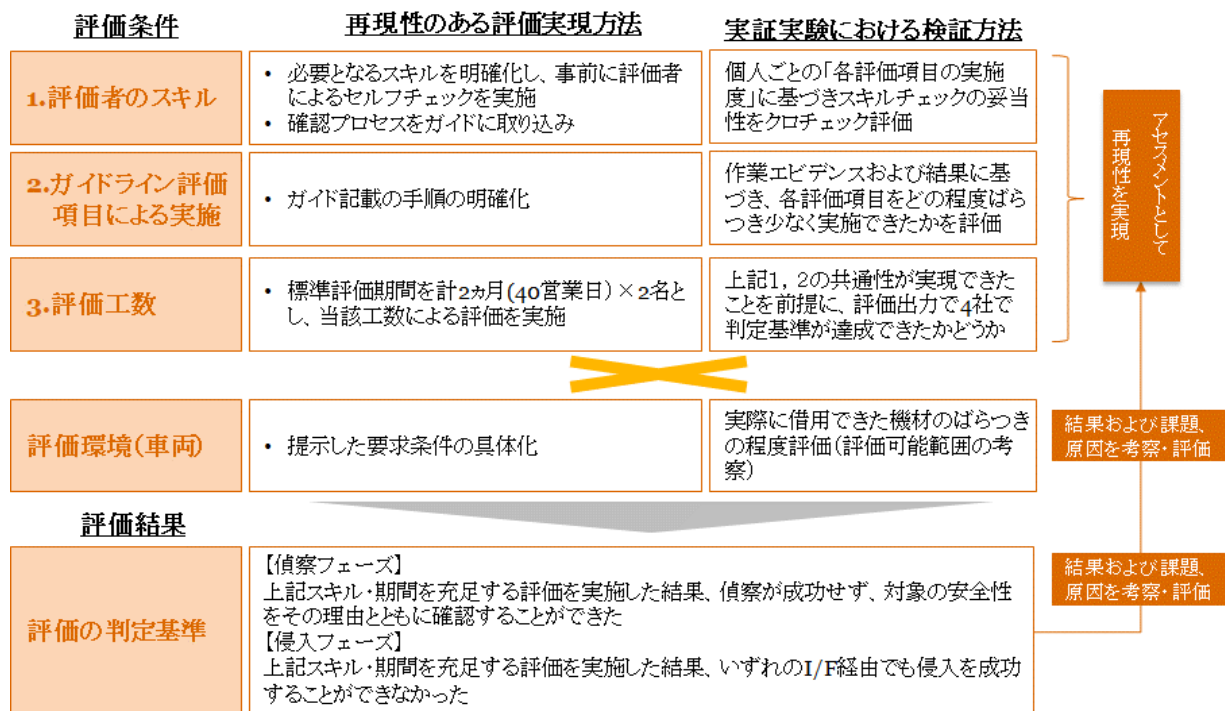 評価条件
再現性のある評価実現方法
実証実験における検証方法
1.評価者のスキル
• 必要となるスキルを明確化し、事前に評価者
によるセルフチェックを実施
• 確認プロセスをガイドに取り込み
個人ごとの「各評価項目の実施
度」に基づきスキルチェックの妥当
性をクロチェック評価
2.ガイドライン評価
項目による実施
• ガイド記載の手順の明確化
作業エビデンスおよび結果に基
づき、各評価項目をどの程度ばら
つき少なく実施できたかを評価
3.評価工数
• 標準評価期間を計2ヵ月(40営業日)×2名と
し、当該工数による評価を実施
上記1, 2の共通性が実現できた
ことを前提に、評価出力で4社で
判定基準が達成できたかどうか
アセスメントとして
再現性を実現
評価環境(車両)
• 提示した要求条件の具体化
実際に借用できた機材のばらつき
の程度評価(評価可能範囲の考
察)
結果および課題、
原因を考察・評価
評価結果
評価の判定基準
【偵察フェーズ】
上記スキル・期間を充足する評価を実施した結果、偵察が成功せず、対象の安全性
をその理由とともに確認することができた
【侵入フェーズ】
上記スキル・期間を充足する評価を実施した結果、いずれのI/F経由でも侵入を成功
することができなかった
結果および課題、
原因を考察・評価